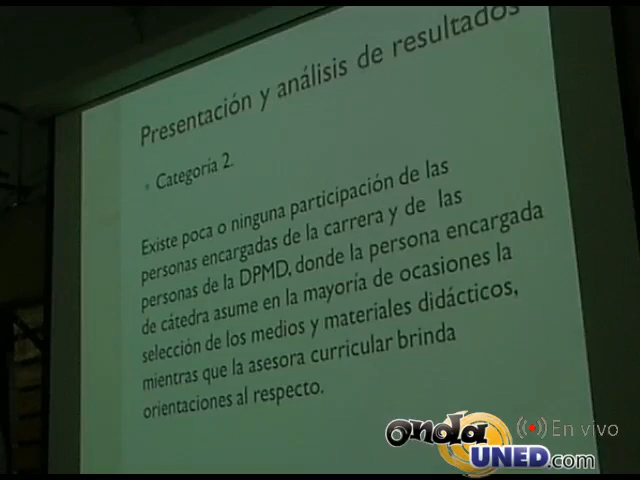 Presentación y análisis de resultados
• Categoría 2.
Existe poca o ninguna participación de las
personas encargadas de la carrera y de las
personas de la DPMD, donde la persona encargada
de cátedra asume en la mayoría de ocasiones la
selección de los medios y materiales didácticos,
mientras que la asesora curricular brinda
orientaciones al respecto.
onda
UNED.com
En vivo